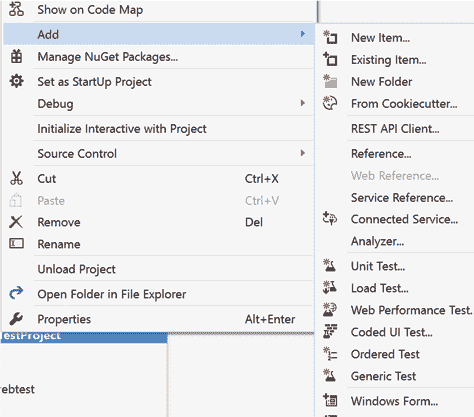 Show on Code Map
Add
Manage NuGet Packages...
Set as StartUp Project
Debug
Initialize Interactive with Project
Source Control
Cut Ctrl+X
Paste Ctrl+V
Remove Del
Rename
Unload Project
Open Folder in File Explorer
Properties Alt+Enter
TestProject
ebtest
New Item...
Existing Item...
New Folder
From Cookiecutter...
REST API Client...
Reference...
Web Reference...
Service Reference...
Connected Service...
Analyzer...
Unit Test...
Load Test...
Web Performance Test.
Coded UI Test...
Ordered Test
Generic Test
Windows Form...